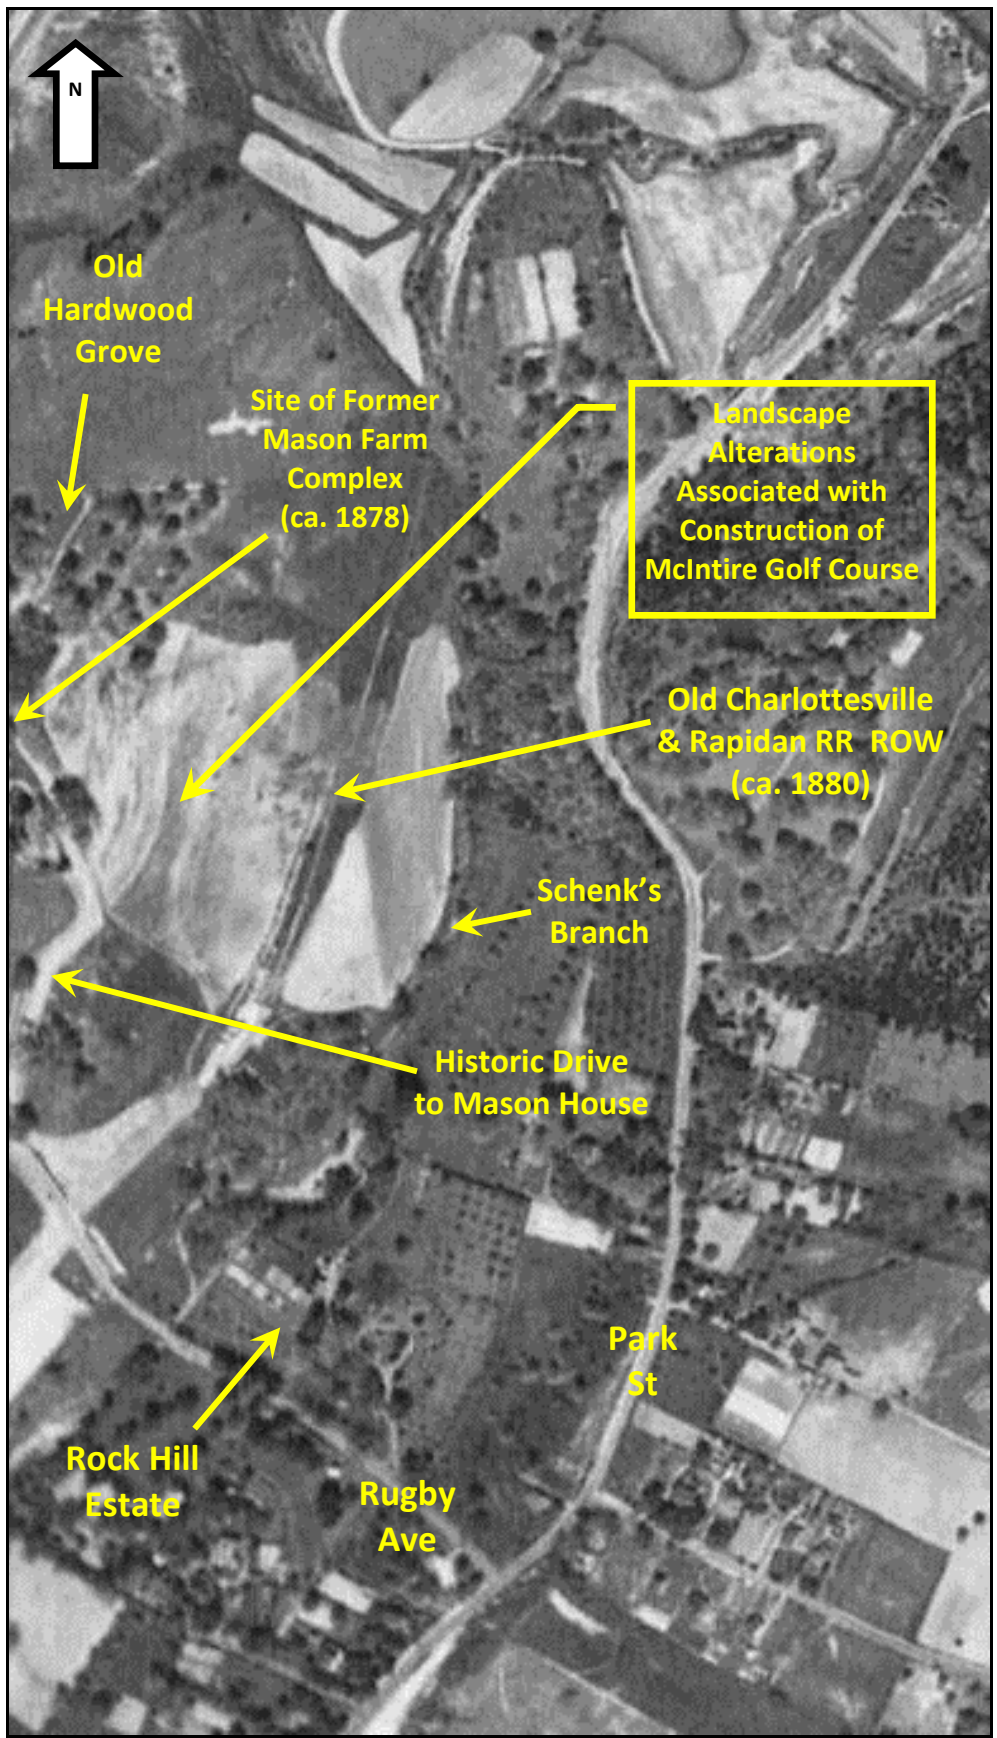 N
Old
Hardwood
Grove
Site of Former
Mason Farm
Complex
(ca. 1878)
Landscape
Alterations
Associated with
Construction of
McIntire Golf Course
Old Charlottesville
& Rapidan RR ROW
(ca. 1880)
Schenk's
Branch
Historic Drive
to Mason House
Park
St
Rock Hill
Estate
Rugby
Ave